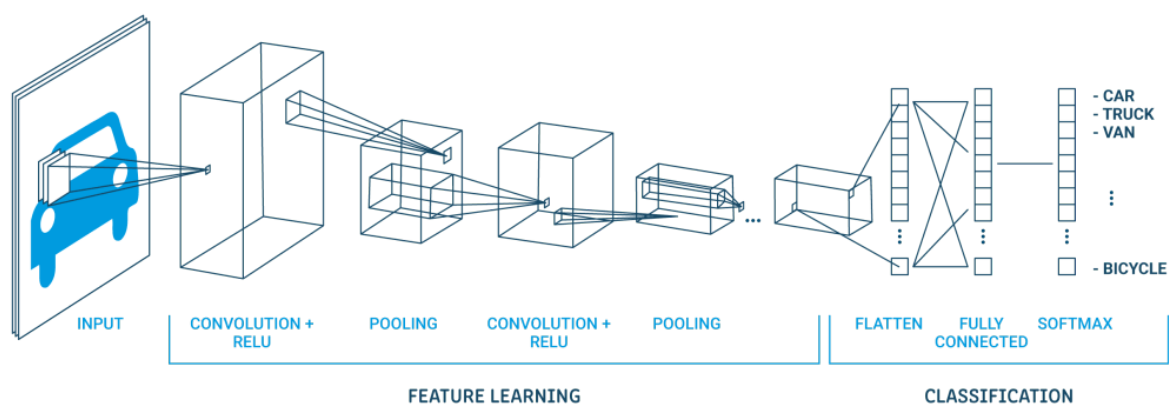 - CAR
- TRUCK
- VAN
- BICYCLE
INPUT
CONVOLUTION +
RELU
POOLING
CONVOLUTION +
RELU
POOLING
FLATTEN
FULLY
CONNECTED
SOFTMAX
FEATURE LEARNING
CLASSIFICATION